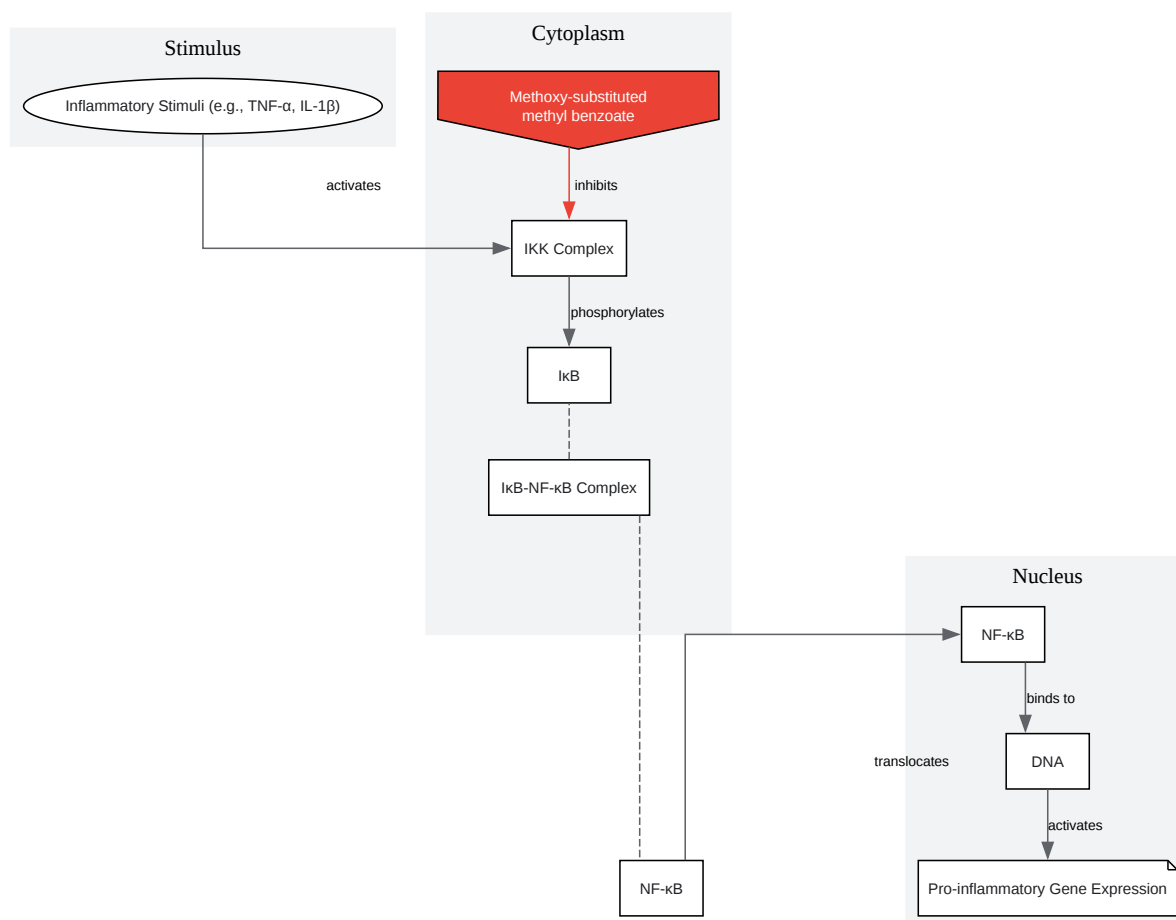 Stimulus
Inflammatory Stimuli (e.g., TNF-α, IL-1β)
activates
Cytoplasm
Methoxy-substituted
methyl benzoate
inhibits
IKK Complex
phosphorylates
IκB
IκB-NF-κB Complex
NF-κB
translocates
Nucleus
NF-κB
binds to
DNA
activates
Pro-inflammatory Gene Expression